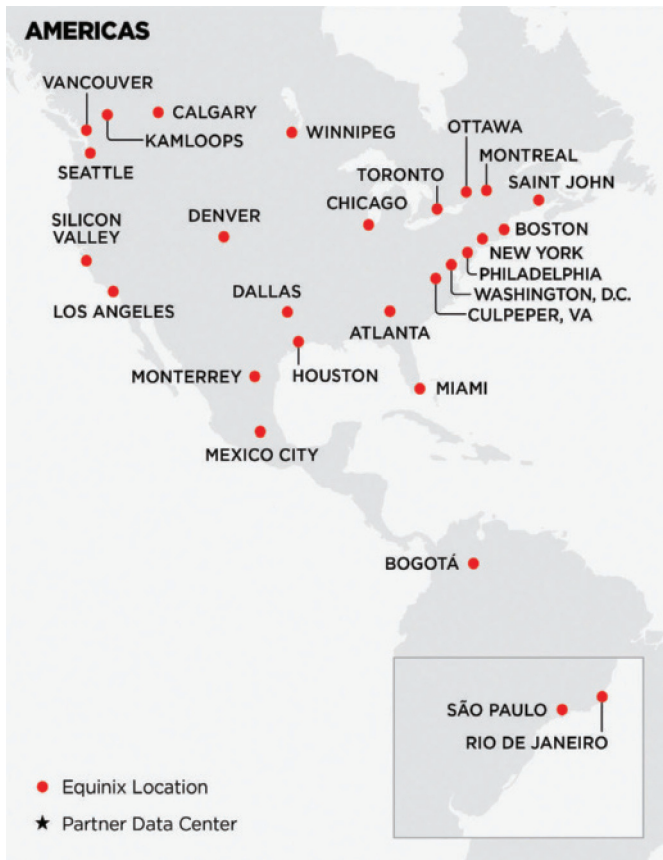 AMERICAS
VANCOUVER
CALGARY
KAMLOOPS
WINNIPEG
OTTAWA
MONTREAL
SEATTLE
TORONTO
SAINT JOHN
CHICAGO
SILICON
VALLEY
DENVER
BOSTON
NEW YORK
PHILADELPHIA
WASHINGTON, D.C.
CULPEPER, VA
LOS ANGELES
DALLAS
ATLANTA
MONTERREY
HOUSTON
MIAMI
MEXICO CITY
BOGOTÁ
SÃO PAULO
RIO DE JANEIRO
Equinix Location
Partner Data Center